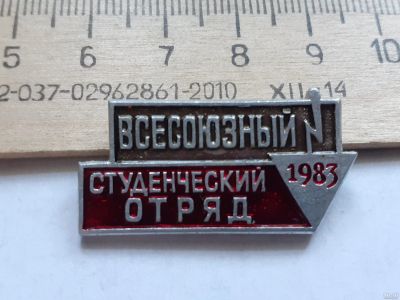 5 6 7 8 9 10
2-037-02962861-2010 XII-14
ВСЕСОЮЗНЫЙ
СТУДЕНЧЕСКИЙ
1983
ОТРЯД